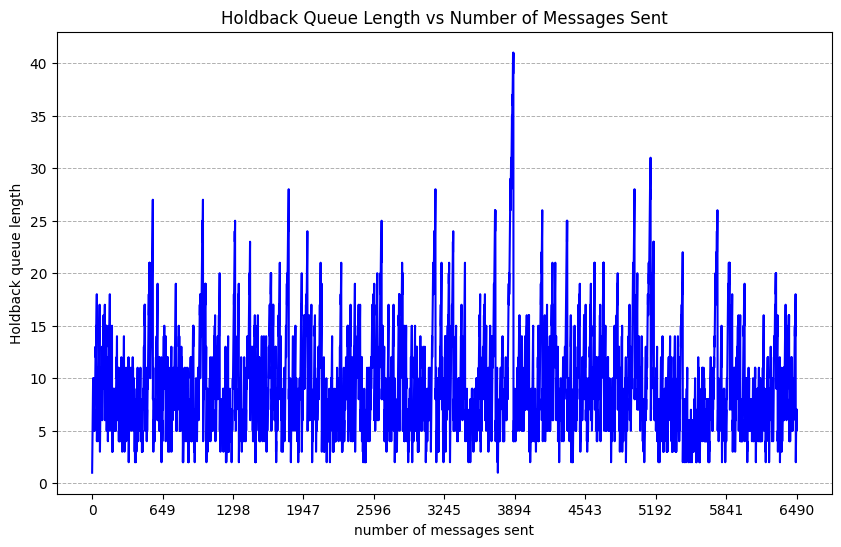 Holdback Queue Length vs Number of Messages Sent
Holdback queue length
40
35
30
25
20
15
10
5
0
0 649 1298 1947 2596 3245 3894 4543 5192 5841 6490
number of messages sent